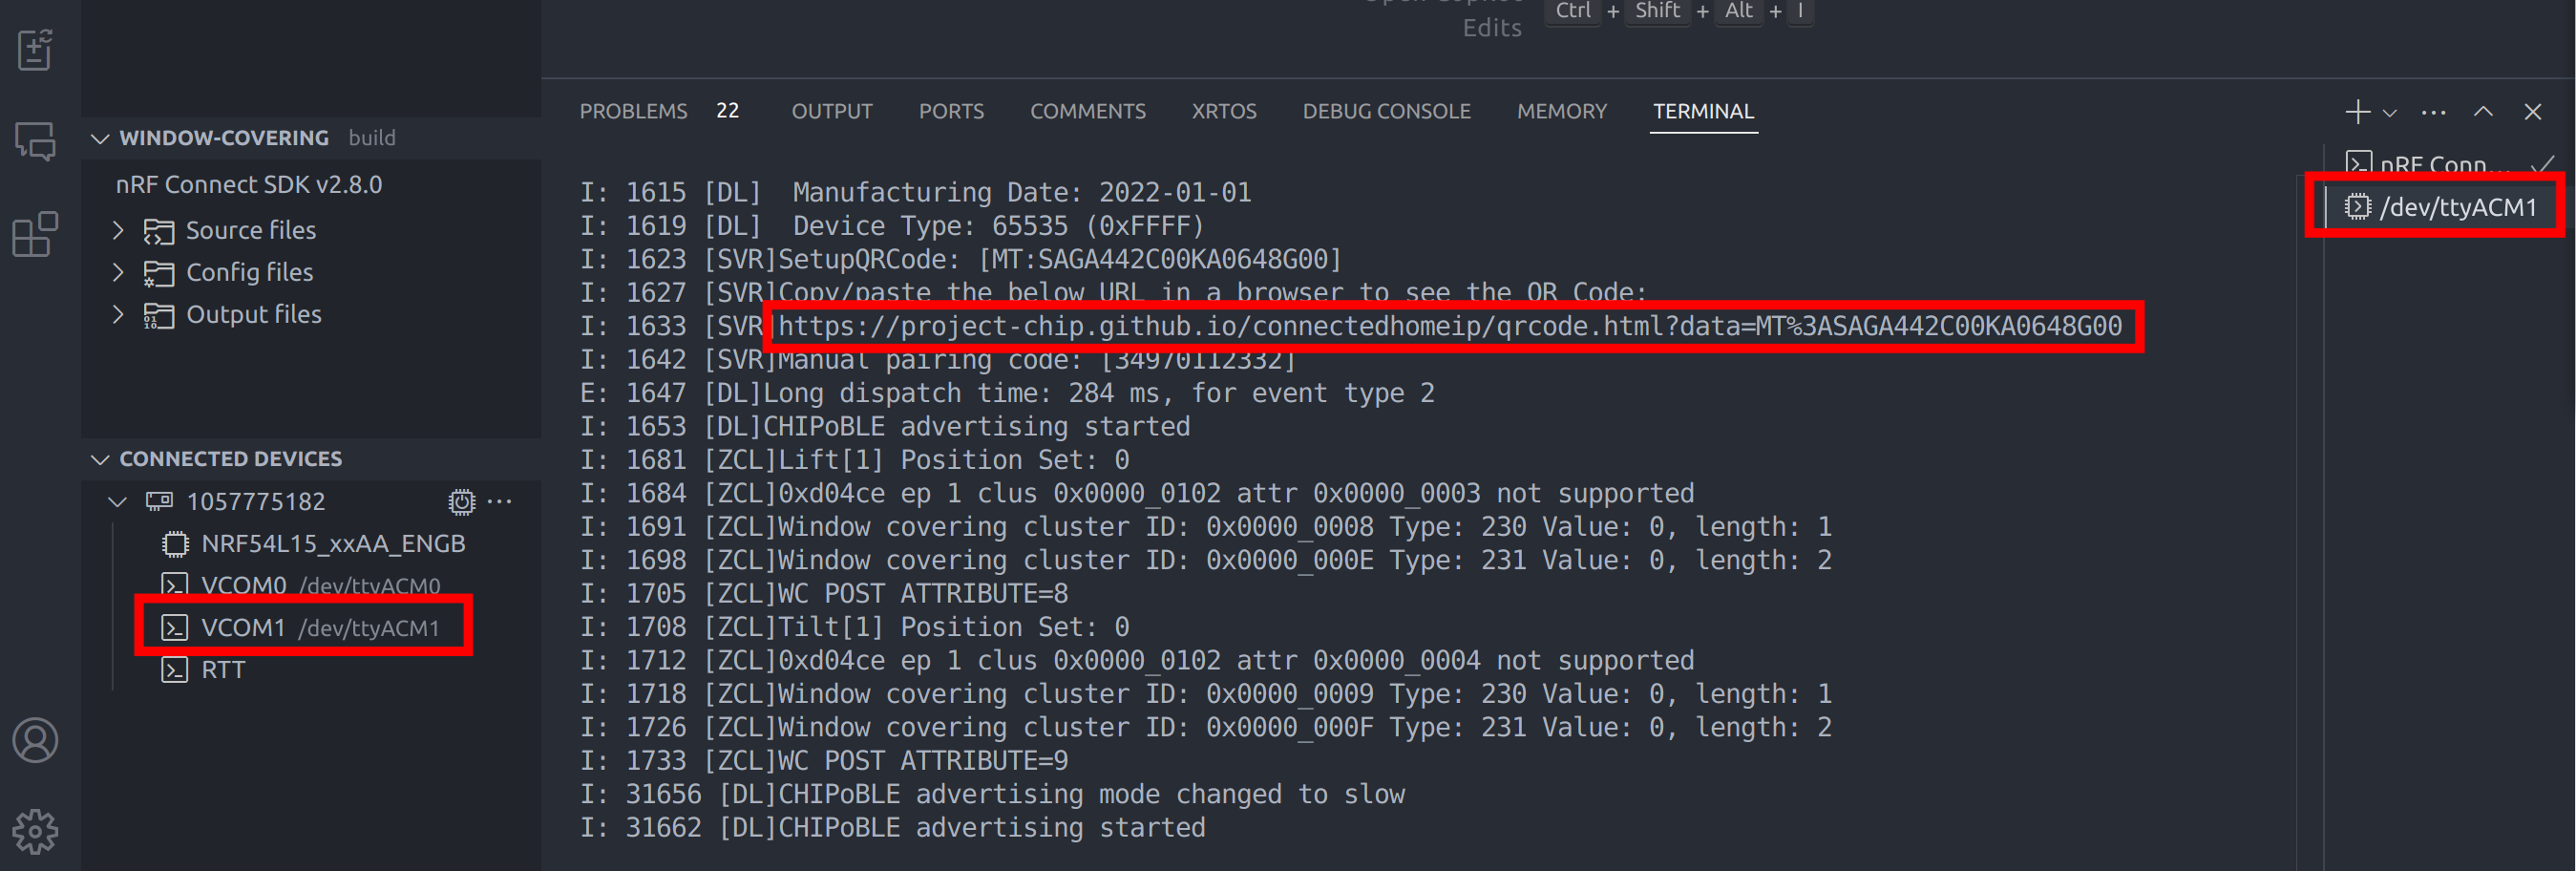 Open Copilot
Edits
Ctrl + Shift + Alt + I
WINDOW-COVERING build
nRF Connect SDK v2.8.0
Source files
Config files
Output files
CONNECTED DEVICES
1057775182
NRF54L15_xxAA_ENGB
VCOM0 /dev/ttyACM0
VCOM1 /dev/ttyACM1
RTT
PROBLEMS 22 OUTPUT PORTS COMMENTS XRTOS DEBUG CONSOLE MEMORY TERMINAL
I: 1615 [DL]  Manufacturing Date: 2022-01-01
I: 1619 [DL]  Device Type: 65535 (0xFFFF)
I: 1623 [SVR]SetupQRCode: [MT:SAGA442C00KA0648G00]
I: 1627 [SVR]Copy/paste the below URL in a browser to see the QR Code:
I: 1633 [SVR]https://project-chip.github.io/connectedhomeip/qrcode.html?data=MT%3ASAGA442C00KA0648G00
I: 1642 [SVR]Manual pairing code: [34970112332]
E: 1647 [DL]Long dispatch time: 284 ms, for event type 2
I: 1653 [DL]CHIPoBLE advertising started
I: 1681 [ZCL]Lift[1] Position Set: 0
I: 1684 [ZCL]0xd04ce ep 1 clus 0x0000_0102 attr 0x0000_0003 not supported
I: 1691 [ZCL]Window covering cluster ID: 0x0000_0008 Type: 230 Value: 0, length: 1
I: 1698 [ZCL]Window covering cluster ID: 0x0000_000E Type: 231 Value: 0, length: 2
I: 1705 [ZCL]WC POST ATTRIBUTE=8
I: 1708 [ZCL]Tilt[1] Position Set: 0
I: 1712 [ZCL]0xd04ce ep 1 clus 0x0000_0102 attr 0x0000_0004 not supported
I: 1718 [ZCL]Window covering cluster ID: 0x0000_0009 Type: 230 Value: 0, length: 1
I: 1726 [ZCL]Window covering cluster ID: 0x0000_000F Type: 231 Value: 0, length: 2
I: 1733 [ZCL]WC POST ATTRIBUTE=9
I: 31656 [DL]CHIPoBLE advertising mode changed to slow
I: 31662 [DL]CHIPoBLE advertising started
nRF Conn...
/dev/ttyACM1